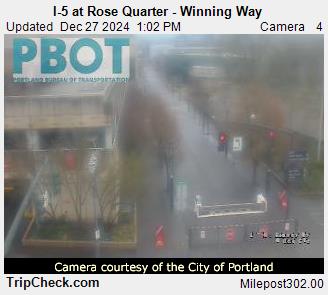 I-5 at Rose Quarter - Winning Way
Updated Dec 27 2024 1:02 PM Camera 4
PBOT
PORTLAND BUREAU OF TRANSPORTATION
Camera courtesy of the City of Portland
TripCheck.com Milepost302.00